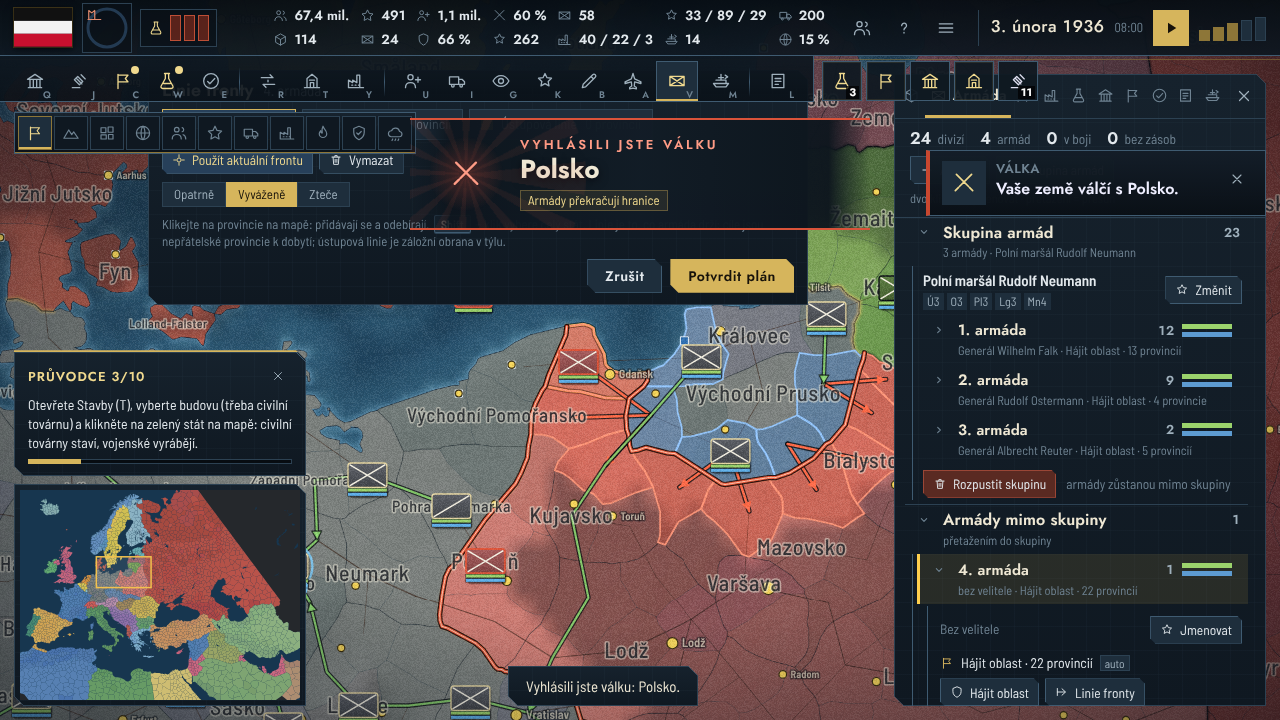 67,4 mil.
491
1,1 mil.
60 %
58
33 / 89 / 29
200
114
24
66 %
262
40 / 22 / 3
14
15 %
?
3. února 1936
08:00
Q
J
C
W
E
R
T
Y
U
I
G
K
B
A
V
M
L
3
11
Použít aktuální frontu
Vymazat
Opatrně
Vyváženě
Zteče
Klikejte na provincie na mapě: přidávají se a odebírají.
nepřátelské provincie k dobytí; ústupová linie je záložní obrana v týlu.
Zrušit
Potvrdit plán
VYHLÁSILI JSTE VÁLKU
Polsko
Armády překračují hranice
24 divizí
4 armád
0 v boji
0 bez zásob
VÁLKA
Vaše země válčí s Polsko.
Skupina armád
23
3 armády · Polní maršál Rudolf Neumann
Polní maršál Rudolf Neumann
Změnit
Ú3
O3
Pl3
Lg3
Mn4
1. armáda
12
Generál Wilhelm Falk · Hájit oblast · 13 provincií
2. armáda
9
Generál Rudolf Ostermann · Hájit oblast · 4 provincie
3. armáda
2
Generál Albrecht Reuter · Hájit oblast · 5 provincií
Rozpustit skupinu
armády zůstanou mimo skupiny
Armády mimo skupiny
1
přetažením do skupiny
4. armáda
1
bez velitele · Hájit oblast · 22 provincií
Bez velitele
Jmenovat
Hájit oblast · 22 provincií
auto
Hájit oblast
Linie fronty
PRŮVODCE 3/10
Otevřete Stavby (T), vyberte budovu (třeba civilní
továrnu) a klikněte na zelený stát na mapě: civilní
továrny staví, vojenské vyrábějí.
Jižní Jutsko
Aarhus
Fyn
Lolland-Falster
Tilsit
Královec
Gdaňsk
Východní Prusko
Východní Pomořansko
Kujavsko
Toruň
Mazovsko
Varšava
Neumark
Lodž
Lodž
Radom
Vratislav
Erfurt
Vyhlásili jste válku: Polsko.